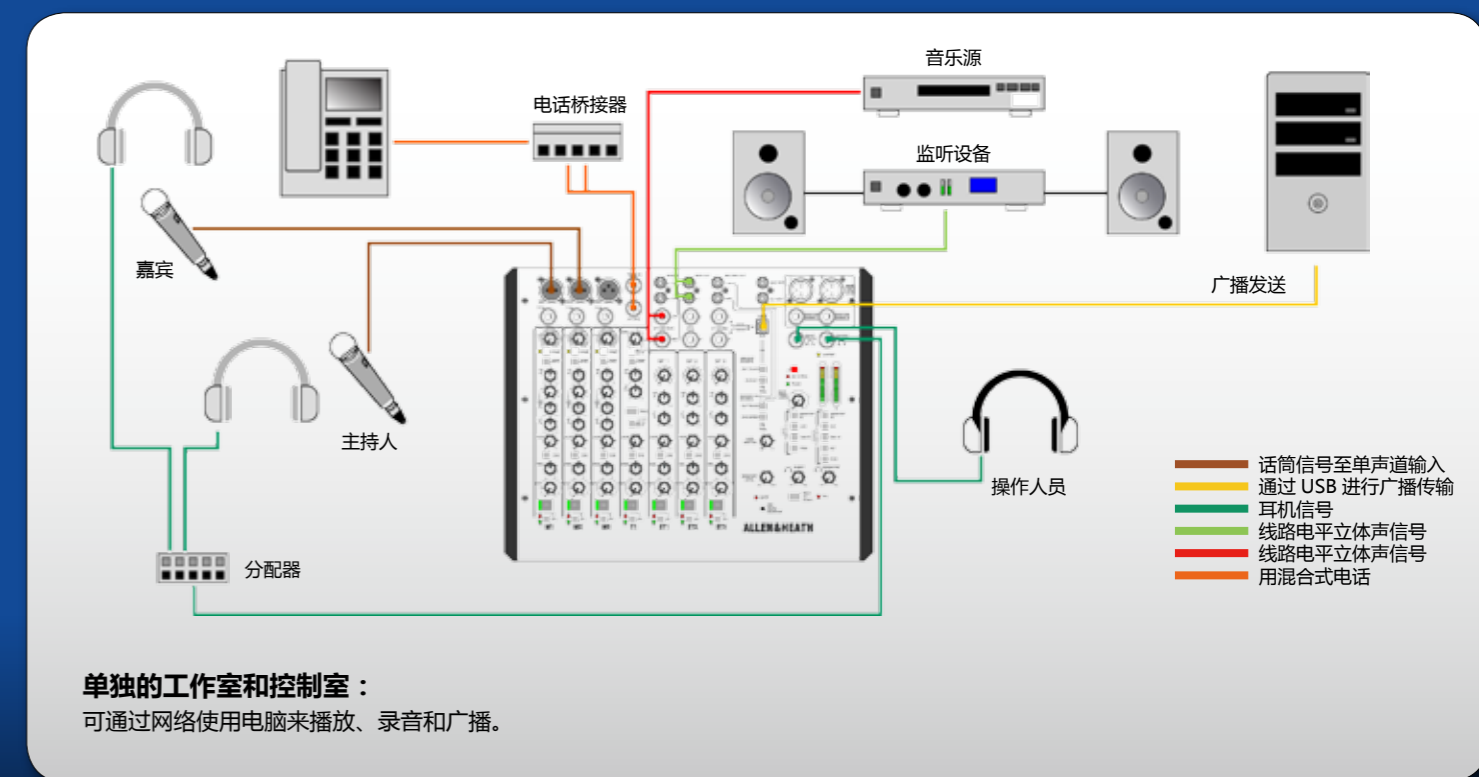 音乐源
电话桥接器
监听设备
嘉宾
广播发送
主持人
操作人员
话筒信号至单声道输入
通过 USB 进行广播传输
耳机信号
线路电平立体声信号
线路电平立体声信号
用混合式电话
ALLEN&HEATH
分配器
单独的工作室和控制室：
可通过网络使用电脑来播放、录音和广播。